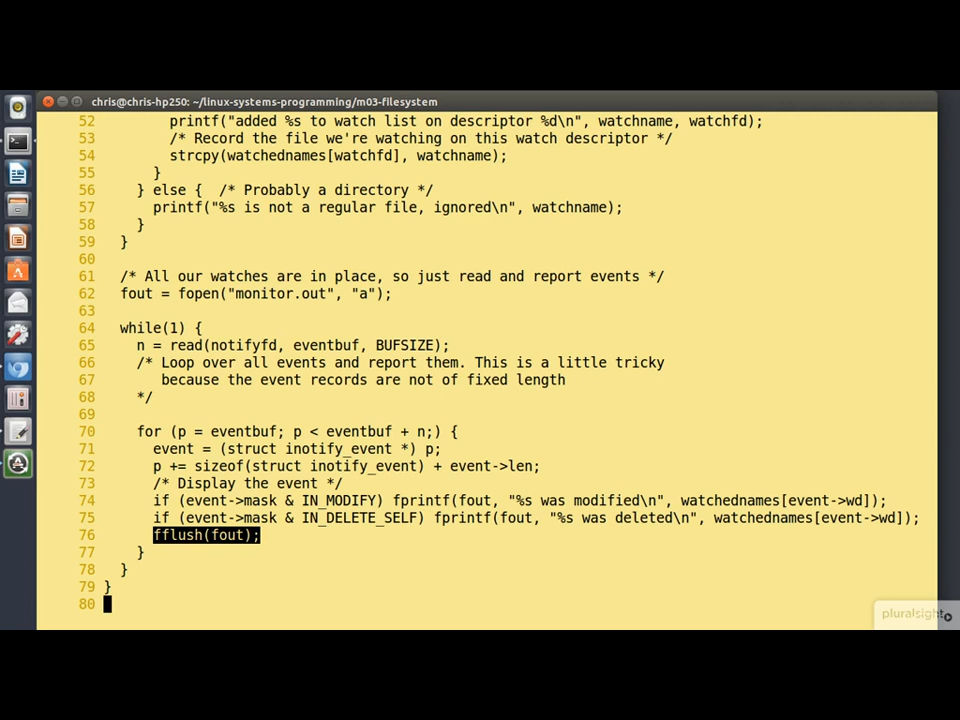 chris@chris-hp250: ~/linux-systems-programming/m03-filesystem
52         printf("added %s to watch list on descriptor %d\n", watchname, watchfd);
53         /* Record the file we're watching on this watch descriptor */
54         strcpy(watchednames[watchfd], watchname);
55       }
56     } else {  /* Probably a directory */
57       printf("%s is not a regular file, ignored\n", watchname);
58     }
59   }
60
61   /* All our watches are in place, so just read and report events */
62   fout = fopen("monitor.out", "a");
63
64   while(1) {
65     n = read(notifyfd, eventbuf, BUFSIZE);
66     /* Loop over all events and report them. This is a little tricky
67        because the event records are not of fixed length
68     */
69
70     for (p = eventbuf; p < eventbuf + n;) {
71       event = (struct inotify_event *) p;
72       p += sizeof(struct inotify_event) + event->len;
73       /* Display the event */
74       if (event->mask & IN_MODIFY) fprintf(fout, "%s was modified\n", watchednames[event->wd]);
75       if (event->mask & IN_DELETE_SELF) fprintf(fout, "%s was deleted\n", watchednames[event->wd]);
76       fflush(fout);
77     }
78   }
79 }
80
pluralsight